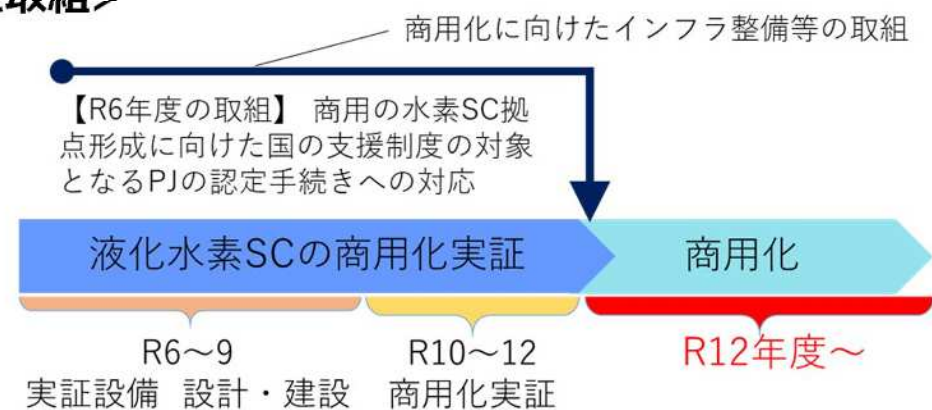 商用化に向けたインフラ整備等の取組
【R6年度の取組】 商用の水素SC拠
点形成に向けた国の支援制度の対象
となるPJの認定手続きへの対応
液化水素SCの商用化実証
商用化
R6～9
実証設備 設計・建設
R10～12
商用化実証
R12年度～